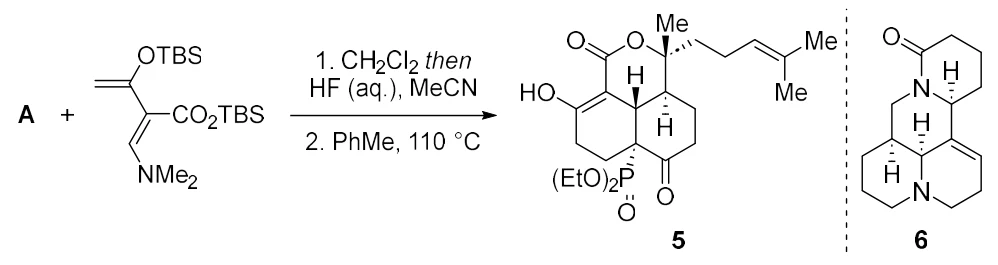 A
+
OTBS
CO2TBS
NMe2
1. CH2Cl2 then
HF (aq.), MeCN
2. PhMe, 110 °C
O
O
Me
Me
Me
H
HO
H
(EtO)2P
O
O
5
O
N
H
H
H
N
6